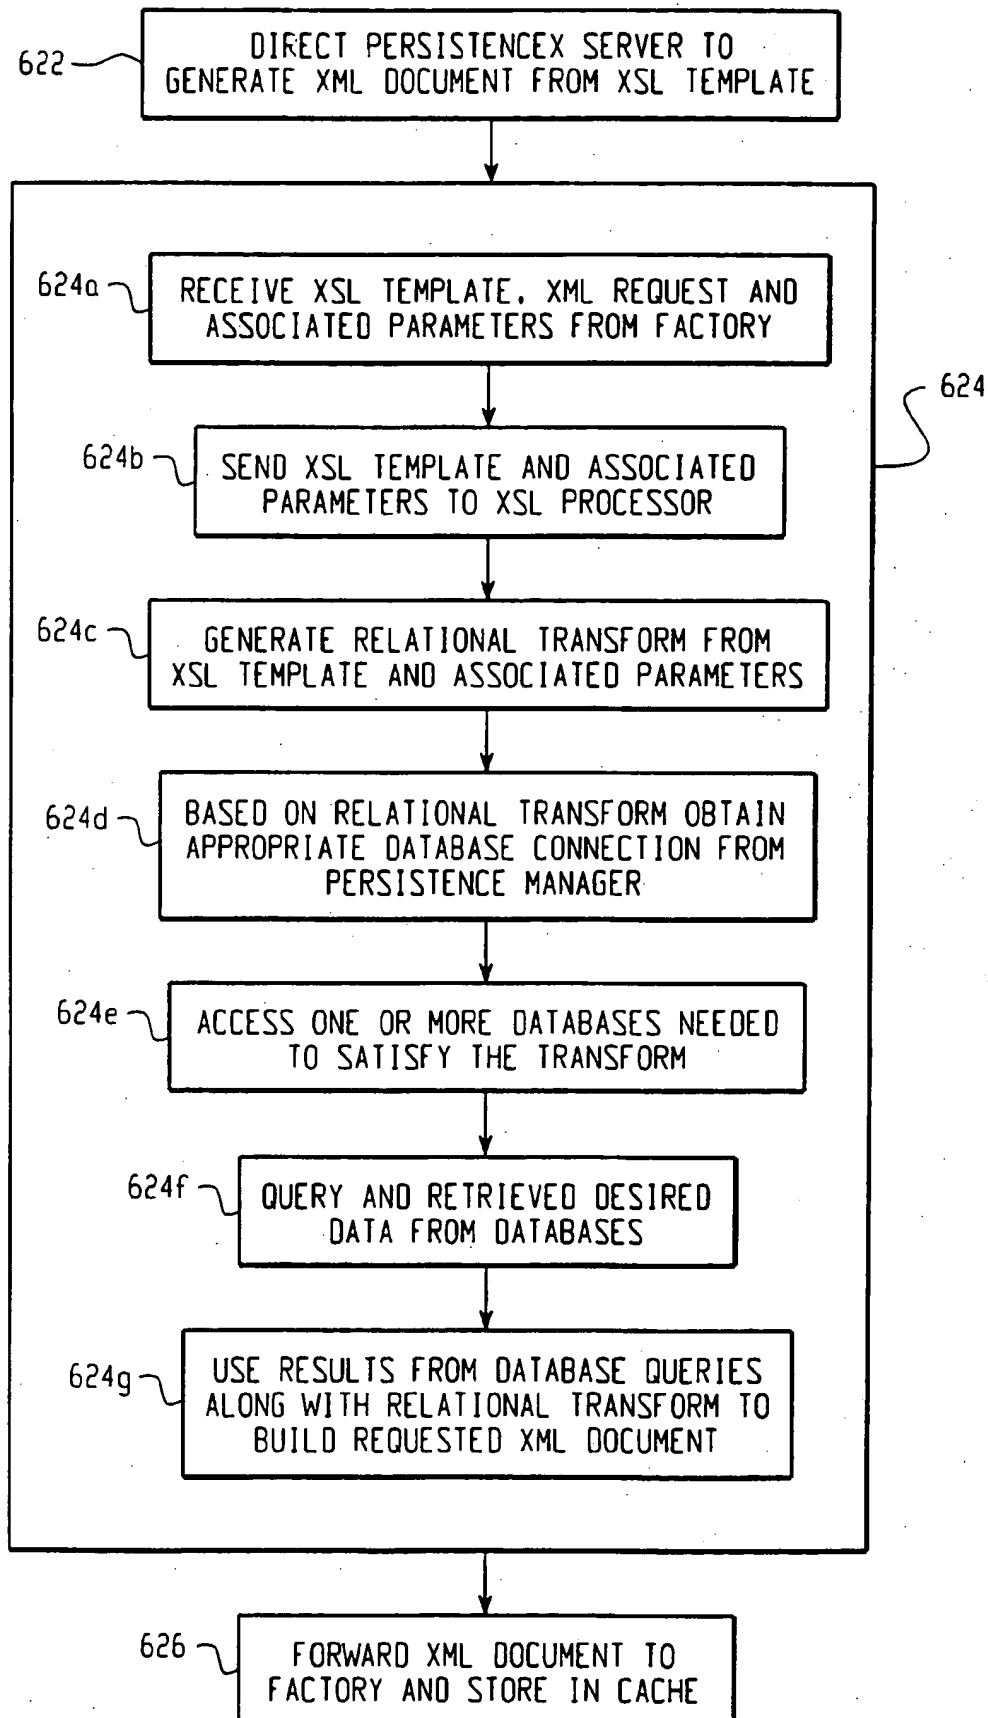 622
DIRECT PERSISTENCEX SERVER TO
GENERATE XML DOCUMENT FROM XSL TEMPLATE
624
624a
RECEIVE XSL TEMPLATE, XML REQUEST AND
ASSOCIATED PARAMETERS FROM FACTORY
624b
SEND XSL TEMPLATE AND ASSOCIATED
PARAMETERS TO XSL PROCESSOR
624c
GENERATE RELATIONAL TRANSFORM FROM
XSL TEMPLATE AND ASSOCIATED PARAMETERS
624d
BASED ON RELATIONAL TRANSFORM OBTAIN
APPROPRIATE DATABASE CONNECTION FROM
PERSISTENCE MANAGER
624e
ACCESS ONE OR MORE DATABASES NEEDED
TO SATISFY THE TRANSFORM
624f
QUERY AND RETRIEVED DESIRED
DATA FROM DATABASES
624g
USE RESULTS FROM DATABASE QUERIES
ALONG WITH RELATIONAL TRANSFORM TO
BUILD REQUESTED XML DOCUMENT
626
FORWARD XML DOCUMENT TO
FACTORY AND STORE IN CACHE